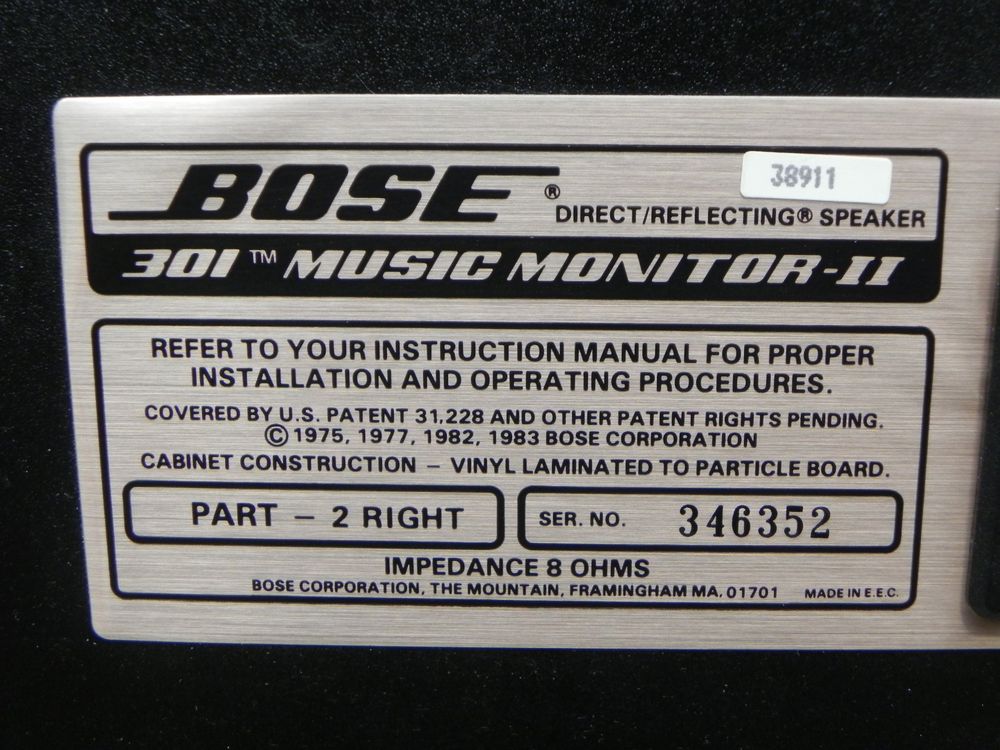 BOSE®
38911
DIRECT/REFLECTING® SPEAKER
301™ MUSIC MONITOR-II
REFER TO YOUR INSTRUCTION MANUAL FOR PROPER
INSTALLATION AND OPERATING PROCEDURES.
COVERED BY U.S. PATENT 31,228 AND OTHER PATENT RIGHTS PENDING.
© 1975, 1977, 1982, 1983 BOSE CORPORATION
CABINET CONSTRUCTION – VINYL LAMINATED TO PARTICLE BOARD.
PART – 2 RIGHT
SER. NO. 346352
IMPEDANCE 8 OHMS
BOSE CORPORATION, THE MOUNTAIN, FRAMINGHAM MA. 01701 MADE IN E.E.C.